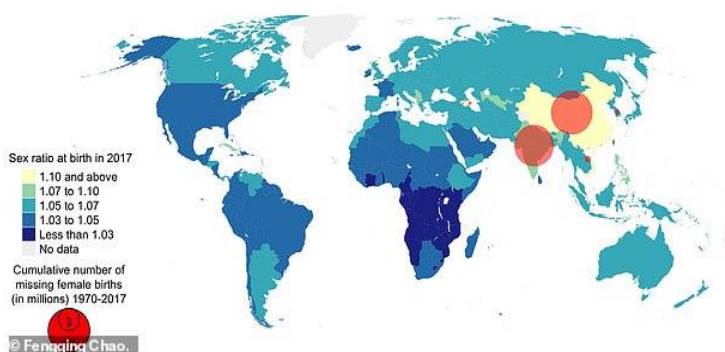 Sex ratio at birth in 2017
1.10 and above
1.07 to 1.10
1.05 to 1.07
1.03 to 1.05
Less than 1.03
No data
Cumulative number of
missing female births
(in millions) 1970-2017
3
© Fengqing Chao.